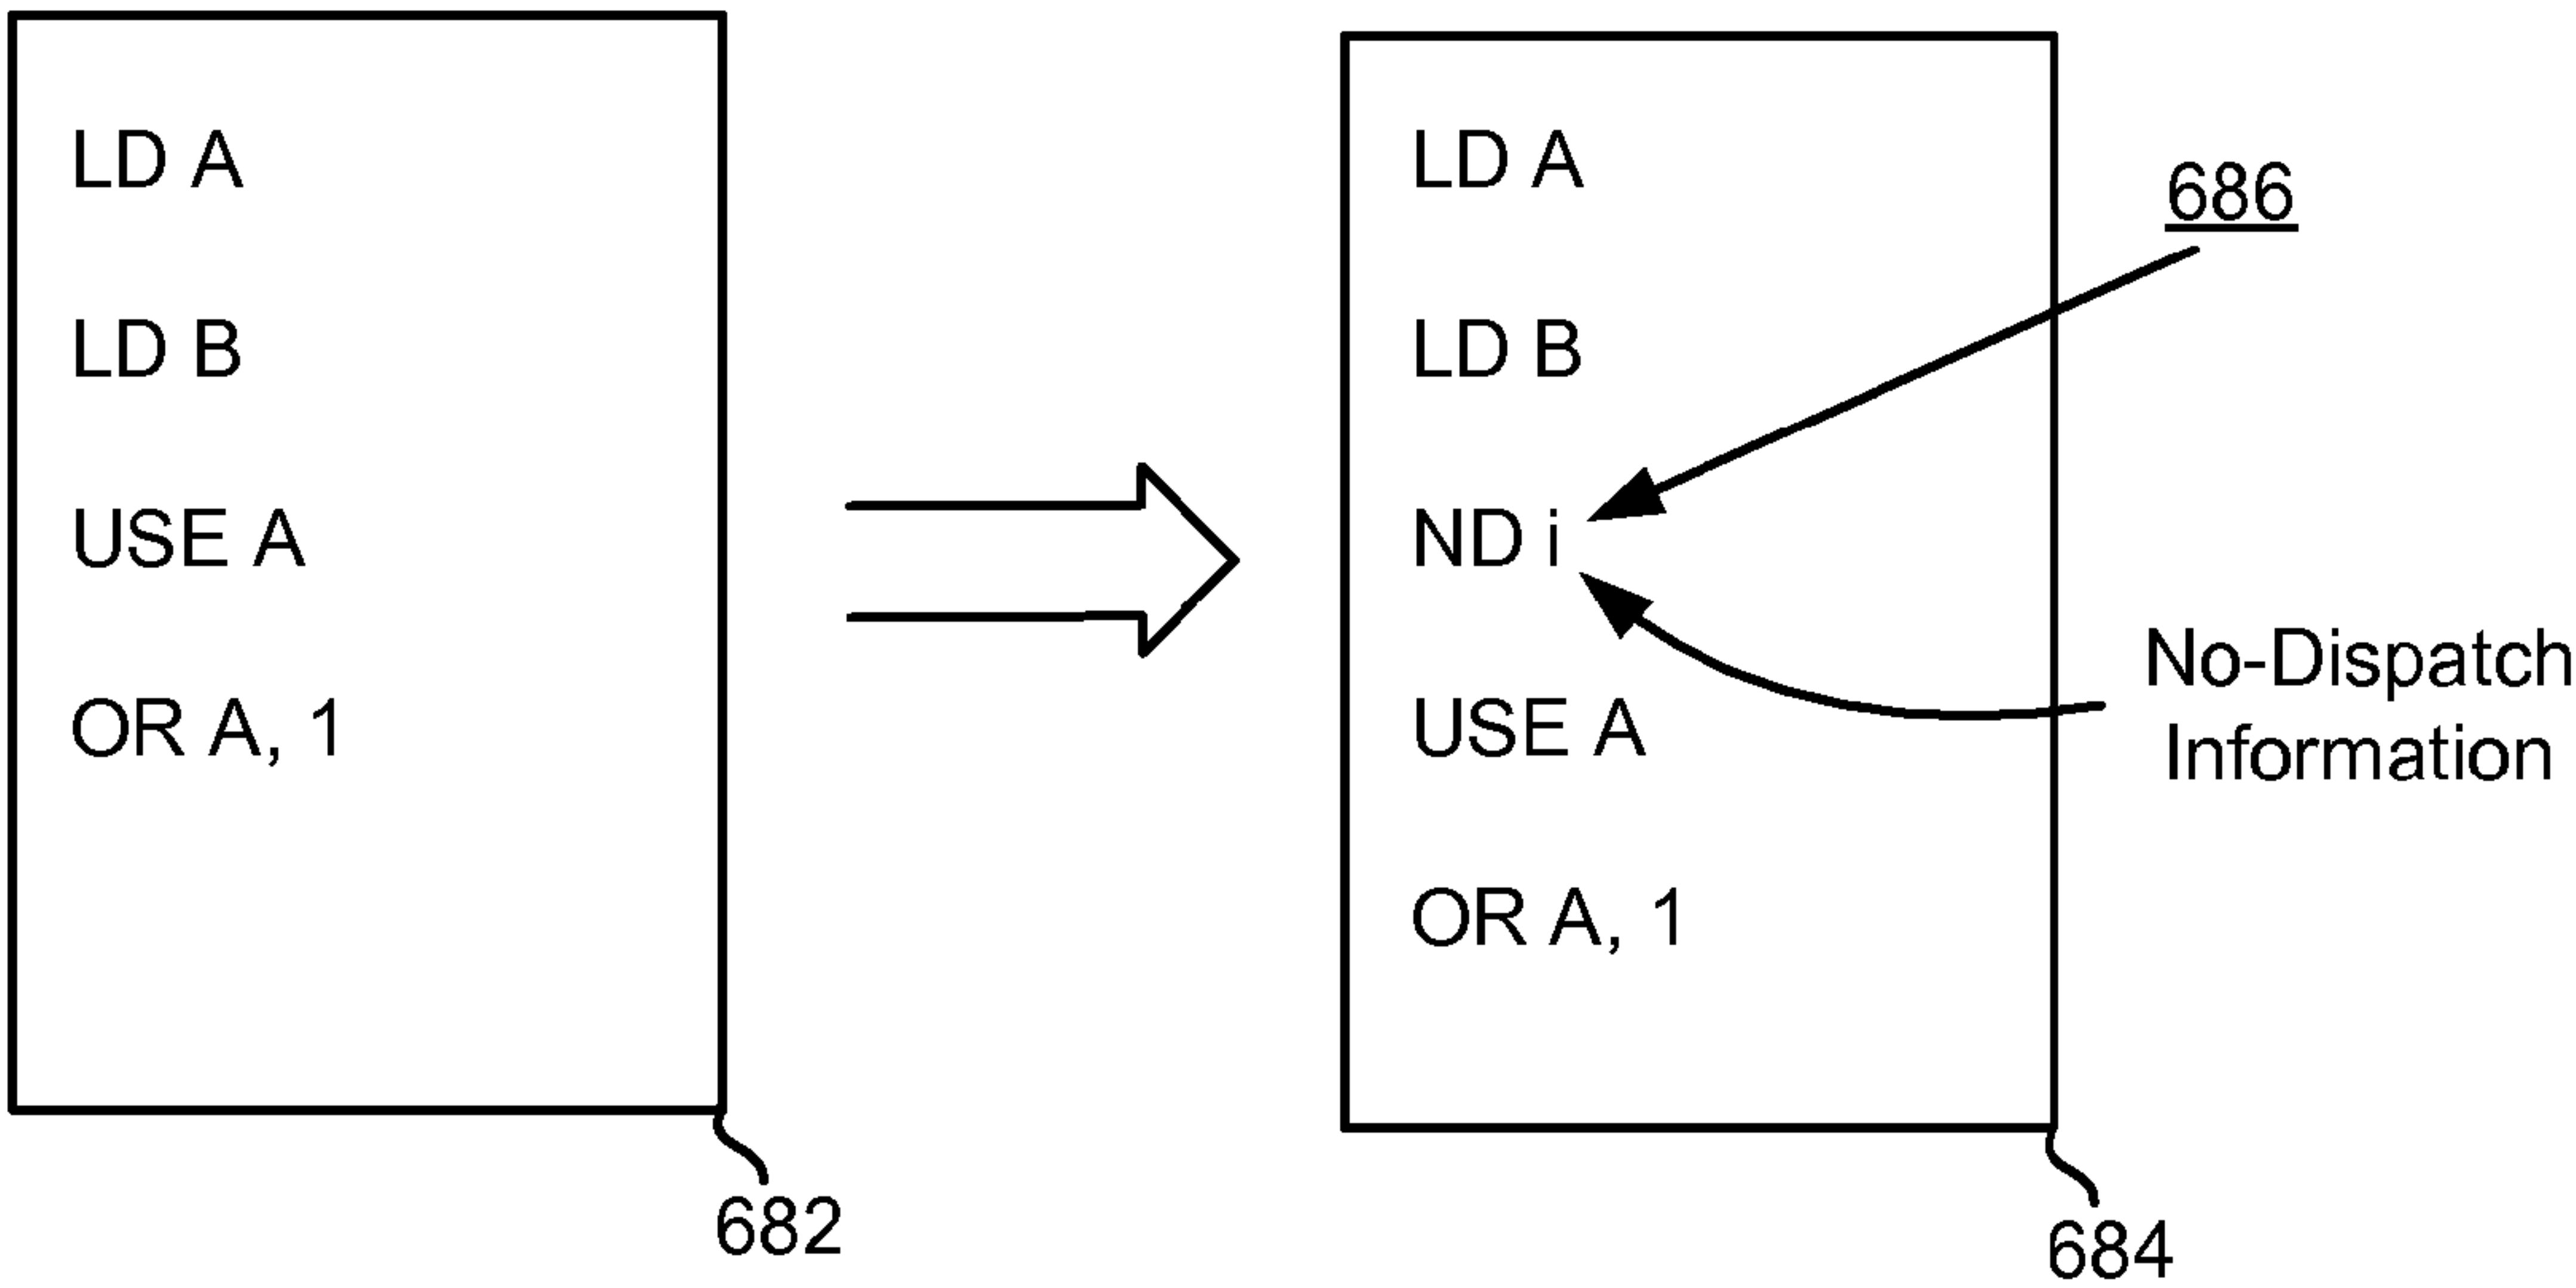 LD A
LD B
USE A
OR A, 1
682
LD A
LD B
ND i
USE A
OR A, 1
684
686
No-Dispatch
Information